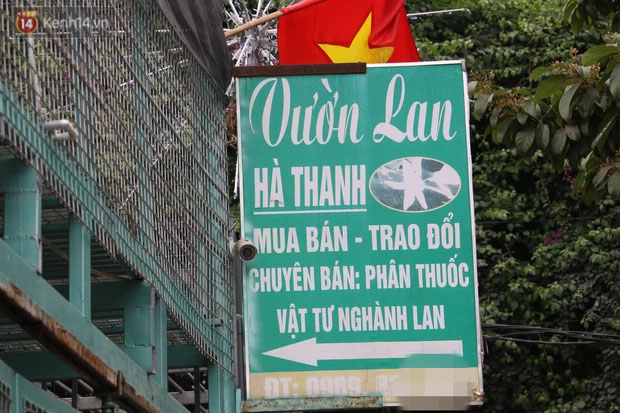 14 Kenh14.vn
Vườn Lan
HÀ THANH
MUA BÁN - TRAO ĐỔI
CHUYÊN BÁN: PHÂN THUỐC
VẬT TƯ NGHÀNH LAN
ĐT: 0989